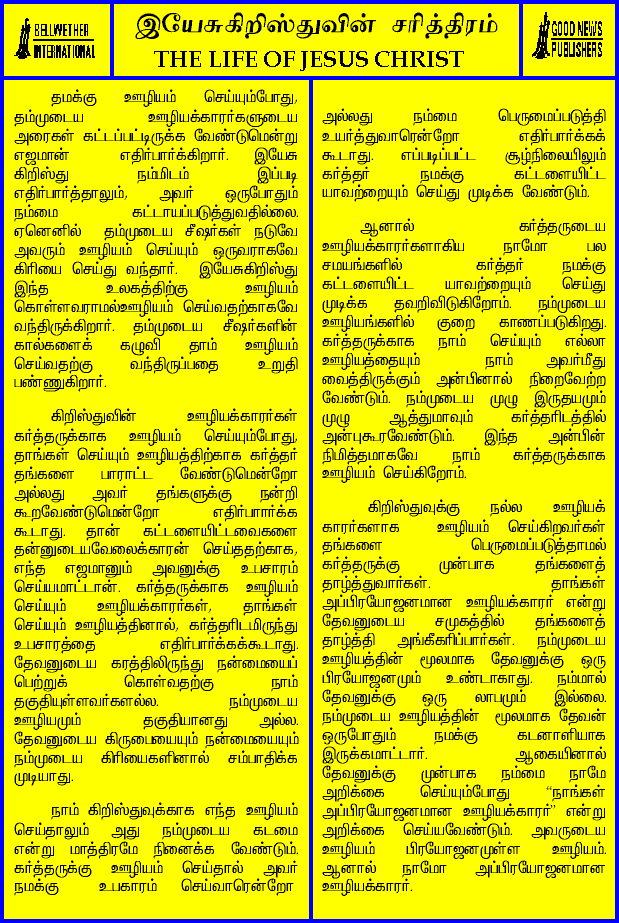 BELLWETHER
INTERNATIONAL
இயேசுகிறிஸ்துவின் சரித்திரம்
THE LIFE OF JESUS CHRIST
GOOD NEWS
PUBLISHERS
தமக்கு ஊழியம் செய்யும்போது,
தம்முடைய ஊழியக்காரர்களுடைய
அரைகள் கட்டப்பட்டிருக்க வேண்டுமென்று
எஜமான் எதிர்பார்க்கிறார். இயேசு
கிறிஸ்து நம்மிடம் இப்படி
எதிர்பார்த்தாலும், அவர் ஒருபோதும்
நம்மை கட்டாயப்படுத்துவதில்லை.
ஏனெனில் தம்முடைய சீஷர்கள் நடுவே
அவரும் ஊழியம் செய்யும் ஒருவராகவே
கிரியை செய்து வந்தார். இயேசுகிறிஸ்து
இந்த உலகத்திற்கு ஊழியம்
கொள்ளவராமல்ஊழியம் செய்வதற்காகவே
வந்திருக்கிறார். தம்முடைய சீஷர்களின்
கால்களைக் கழுவி தாம் ஊழியம்
செய்வதற்கு வந்திருப்பதை உறுதி
பண்ணுகிறார்.
கிறிஸ்துவின் ஊழியக்காரர்கள்
கர்த்தருக்காக ஊழியம் செய்யும்போது,
தாங்கள் செய்யும் ஊழியத்திற்காக கர்த்தர்
தங்களை பாராட்ட வேண்டுமென்றோ
அல்லது அவர் தங்களுக்கு நன்றி
கூறவேண்டுமென்றோ எதிர்பார்க்க
கூடாது. தான் கட்டளையிட்டவைகளை
தன்னுடையவேலைக்காரன் செய்ததற்காக,
எந்த எஜமானும் அவனுக்கு உபசாரம்
செய்யமாட்டான். கர்த்தருக்காக ஊழியம்
செய்யும் ஊழியக்காரர்கள், தாங்கள்
செய்யும் ஊழியத்தினால், கர்த்தரிடமிருந்து
உபசாரத்தை எதிர்பார்க்கக்கூடாது.
தேவனுடைய கரத்திலிருந்து நன்மையைப்
பெற்றுக் கொள்வதற்கு நாம்
தகுதியுள்ளவர்களல்ல. நம்முடைய
ஊழியமும் தகுதியானது அல்ல.
தேவனுடைய கிருபையையும் நன்மையையும்
நம்முடைய கிரியைகளினால் சம்பாதிக்க
முடியாது.
நாம் கிறிஸ்துவுக்காக எந்த ஊழியம்
செய்தாலும் அது நம்முடைய கடமை
என்று மாத்திரமே நினைக்க வேண்டும்.
கர்த்தருக்கு ஊழியம் செய்தால் அவர்
நமக்கு உபகாரம் செய்வாரென்றோ
அல்லது நம்மை பெருமைப்படுத்தி
உயர்த்துவாரென்றோ எதிர்பார்க்கக்
கூடாது. எப்படிப்பட்ட சூழ்நிலையிலும்
கர்த்தர் நமக்கு கட்டளையிட்ட
யாவற்றையும் செய்து முடிக்க வேண்டும்.
ஆனால் கர்த்தருடைய
ஊழியக்காரர்களாகிய நாமோ பல
சமயங்களில் கர்த்தர் நமக்கு
கட்டளையிட்ட யாவற்றையும் செய்து
முடிக்க தவறிவிடுகிறோம். நம்முடைய
ஊழியங்களில் குறை காணப்படுகிறது.
கர்த்தருக்காக நாம் செய்யும் எல்லா
ஊழியத்தையும் நாம் அவர்மீது
வைத்திருக்கும் அன்பினால் நிறைவேற்ற
வேண்டும். நம்முடைய முழு இருதயமும்
முழு ஆத்துமாவும் கர்த்தரிடத்தில்
அன்புகூரவேண்டும். இந்த அன்பின்
நிமித்தமாகவே நாம் கர்த்தருக்காக
ஊழியம் செய்கிறோம்.
கிறிஸ்துவுக்கு நல்ல ஊழியக்
காரர்களாக ஊழியம் செய்கிறவர்கள்
தங்களை பெருமைப்படுத்தாமல்
கர்த்தருக்கு முன்பாக தங்களைத்
தாழ்த்துவார்கள். தாங்கள்
அப்பிரயோஜனமான ஊழியக்காரர் என்று
தேவனுடைய சமுகத்தில் தங்களைத்
தாழ்த்தி அங்கீகரிப்பார்கள். நம்முடைய
ஊழியத்தின் மூலமாக தேவனுக்கு ஒரு
பிரயோஜனமும் உண்டாகாது. நம்மால்
தேவனுக்கு ஒரு லாபமும் இல்லை.
நம்முடைய ஊழியத்தின் மூலமாக தேவன்
ஒருபோதும் நமக்கு கடனாளியாக
இருக்கமாட்டார். ஆகையினால்
தேவனுக்கு முன்பாக நம்மை நாமே
அறிக்கை செய்யும்போது “நாங்கள்
அப்பிரயோஜனமான ஊழியக்காரர்” என்று
அறிக்கை செய்யவேண்டும். அவருடைய
ஊழியம் பிரயோஜனமுள்ள ஊழியம்.
ஆனால் நாமோ அப்பிரயோஜனமான
ஊழியக்காரர்.